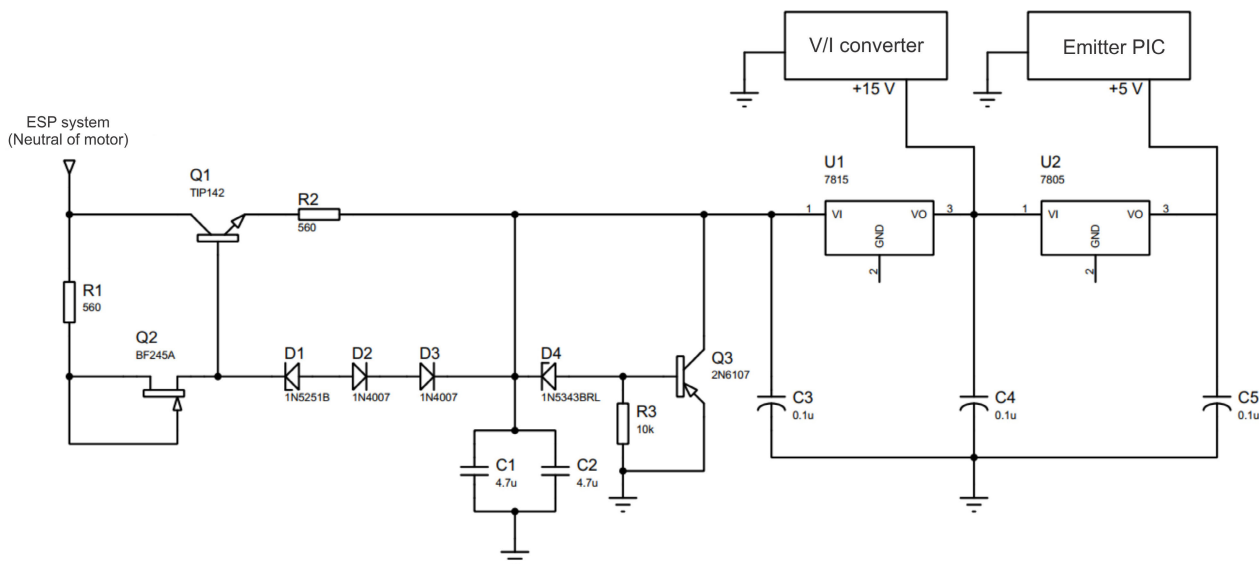 V/I converter
Emitter PIC
+15 V
+5 V
ESP system
(Neutral of motor)
Q1
TIP142
R2
560
U1
7815
U2
7805
1
VI
VO
3
GND
2
1
VI
VO
3
GND
2
R1
560
Q2
BF245A
D1
1N5251B
D2
1N4007
D3
1N4007
D4
1N5343BRL
Q3
2N6107
R3
10k
C3
0.1u
C4
0.1u
C5
0.1u
C1
4.7u
C2
4.7u